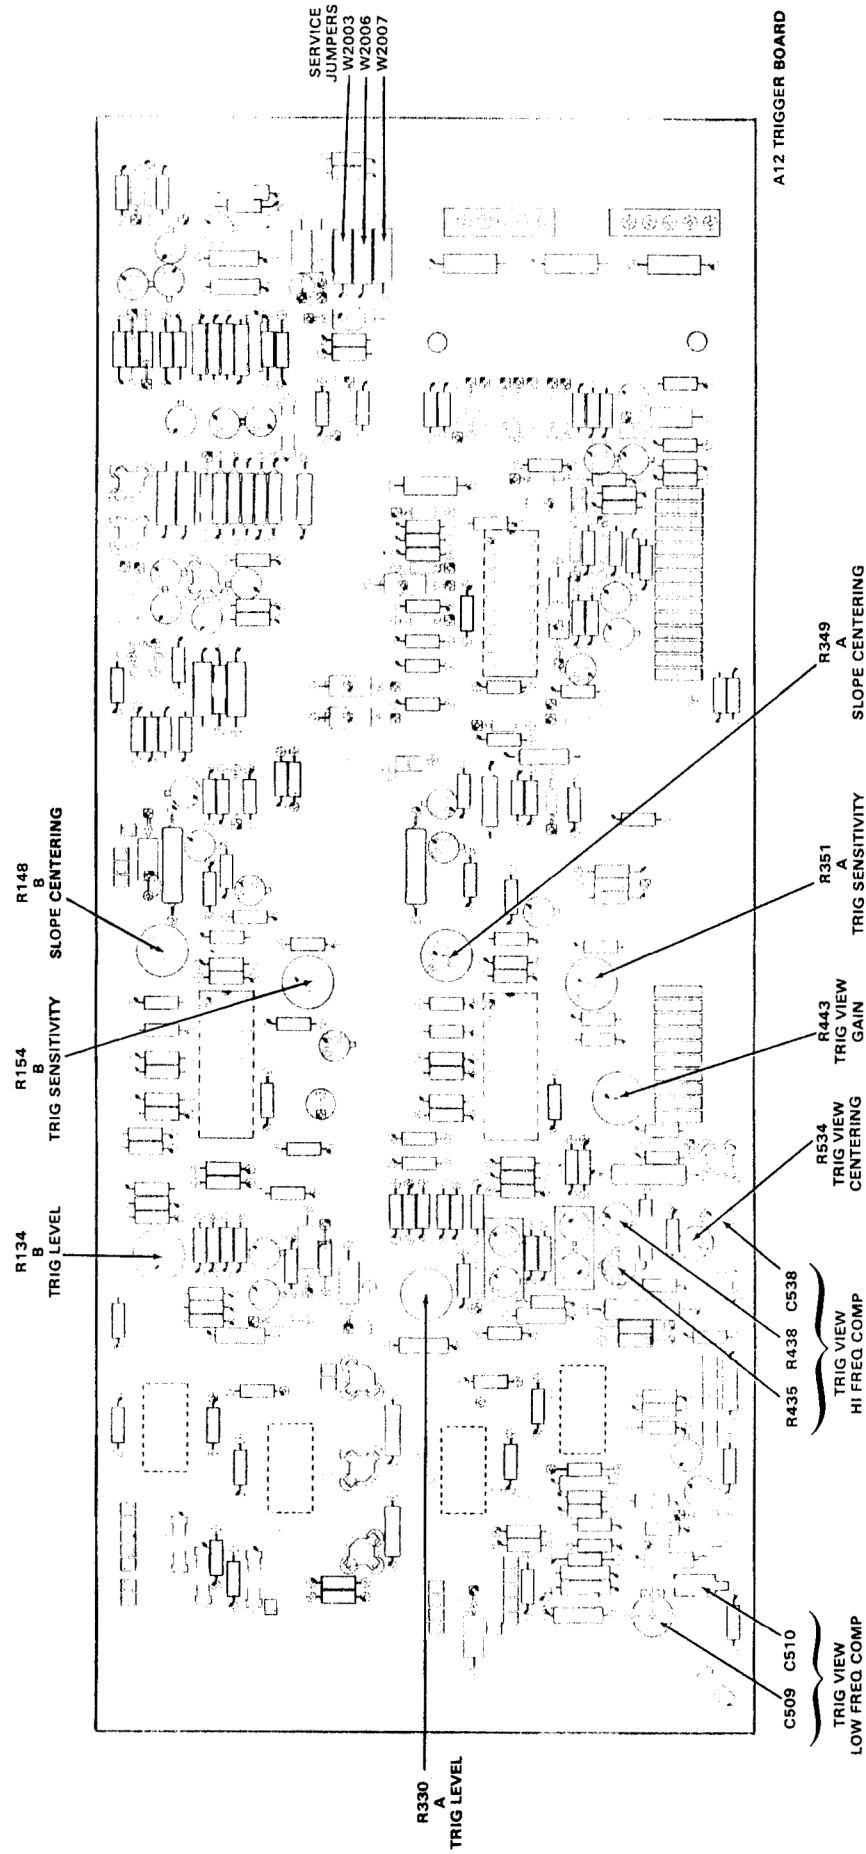 R148
B
SLOPE CENTERING
R154
B
TRIG SENSITIVITY
R134
B
TRIG LEVEL
SERVICE
JUMPERS
W2003
W2006
W2007
A12 TRIGGER BOARD
R349
A
SLOPE CENTERING
R351
A
TRIG SENSITIVITY
R443
TRIG VIEW
GAIN
R534
TRIG VIEW
CENTERING
R435 R438 C538
TRIG VIEW
HI FREQ COMP
C509 C510
TRIG VIEW
LOW FREQ COMP
R330
A
TRIG LEVEL